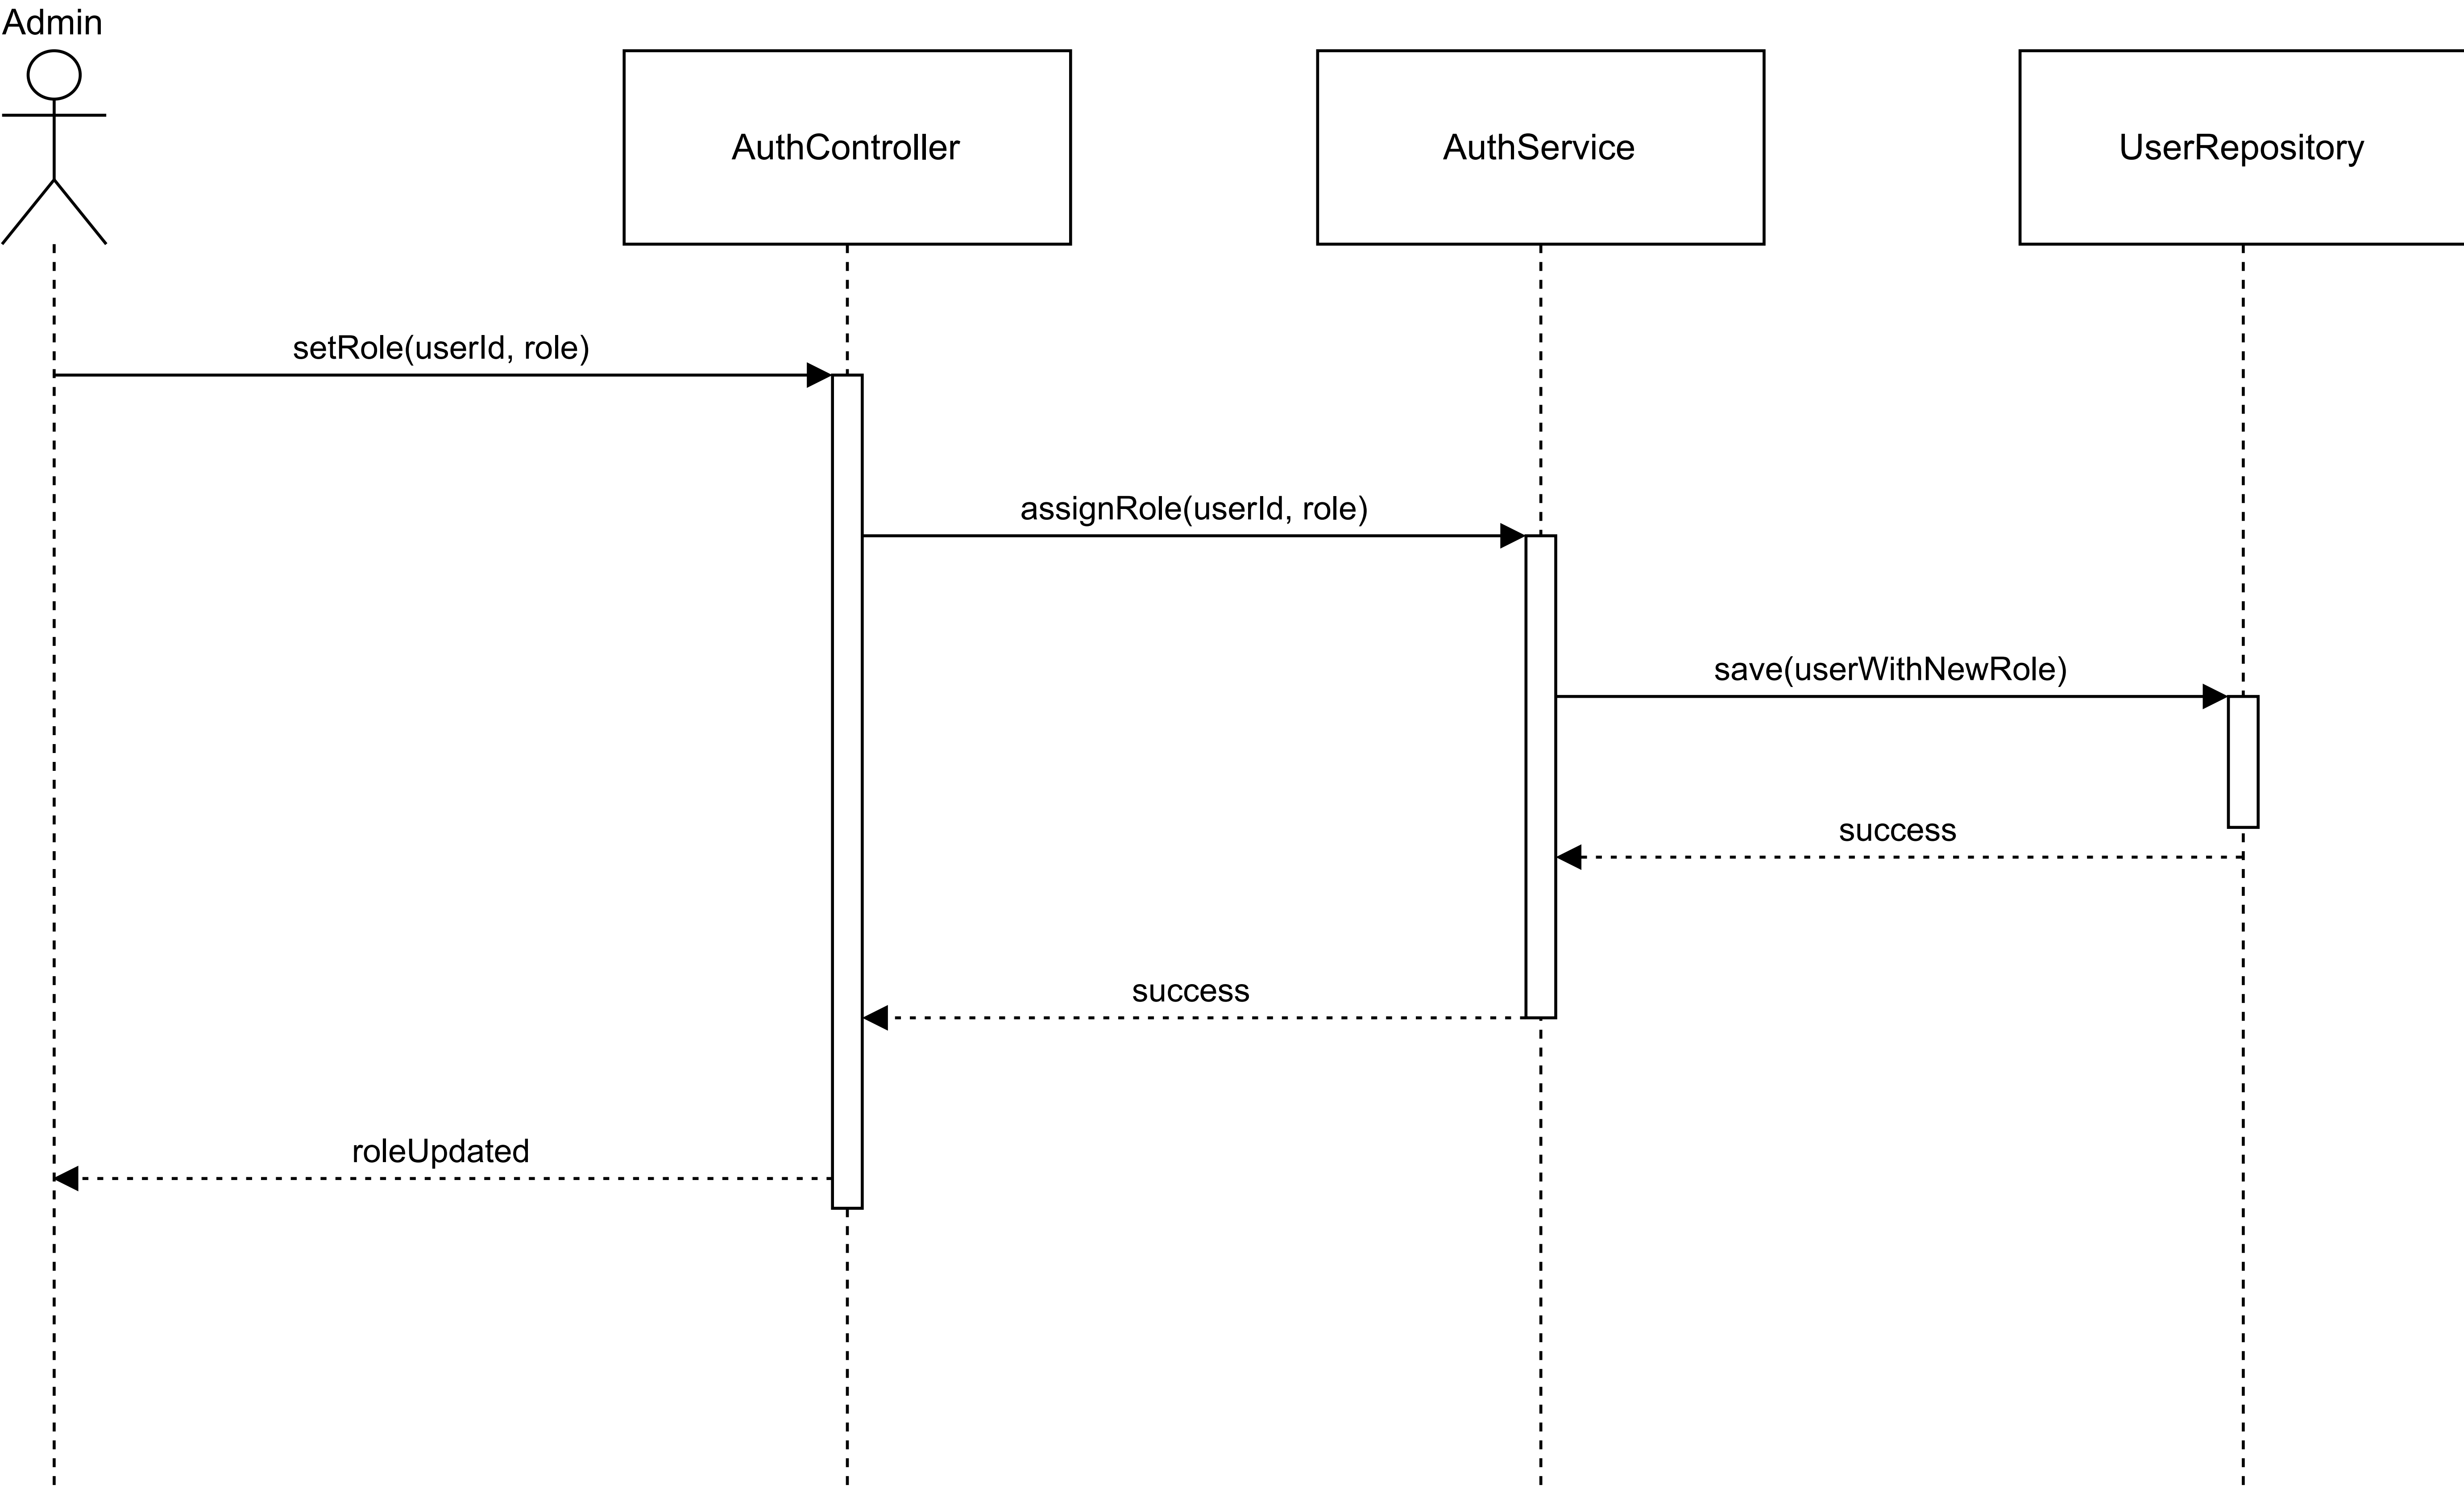 Admin
AuthController
AuthService
UserRepository
setRole(userId, role)
assignRole(userId, role)
save(userWithNewRole)
success
success
roleUpdated